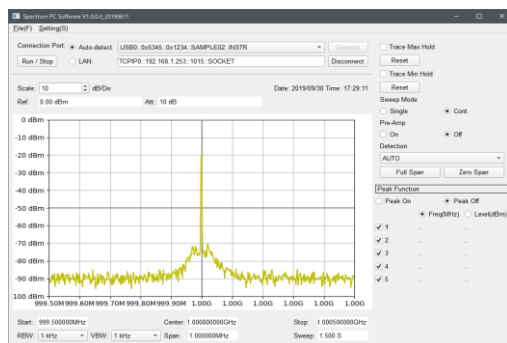 Spectrum PC Software V1.0.0.0_20190611
File(F) Setting(S)
Connection Port: Auto-detect USB0::0x5345::0x1234::SAMPLE02::INSTR Connect
Run / Stop LAN: TCPIP0::192.168.1.253::1015::SOCKET Disconnect
Scale: 10 dB/Div Date: 2019/09/30 Time: 17:29:11
Ref: 0.00 dBm Att: 10 dB
0 dBm
-10 dBm
-20 dBm
-30 dBm
-40 dBm
-50 dBm
-60 dBm
-70 dBm
-80 dBm
-90 dBm
-100 dBm
999.50M 999.60M 999.70M 999.80M 999.90M 1.00G 1.00G 1.00G 1.00G 1.00G 1.00G
Start: 999.500000MHz Center: 1.000000000GHz Stop: 1.000500000GHz
RBW: 1 kHz VBW: 1 kHz Span: 1.000000MHz Sweep: 1.500 S
Trace Max Hold
Reset
Trace Min Hold
Reset
Sweep Mode
Single Cont.
Pre-Amp
On Off
Detection
AUTO
Full Span Zero Span
Peak Function
Peak On Peak Off
Freq(MHz) Level(dBm)
1 .. ..
2 .. ..
3 .. ..
4 .. ..
5 .. ..